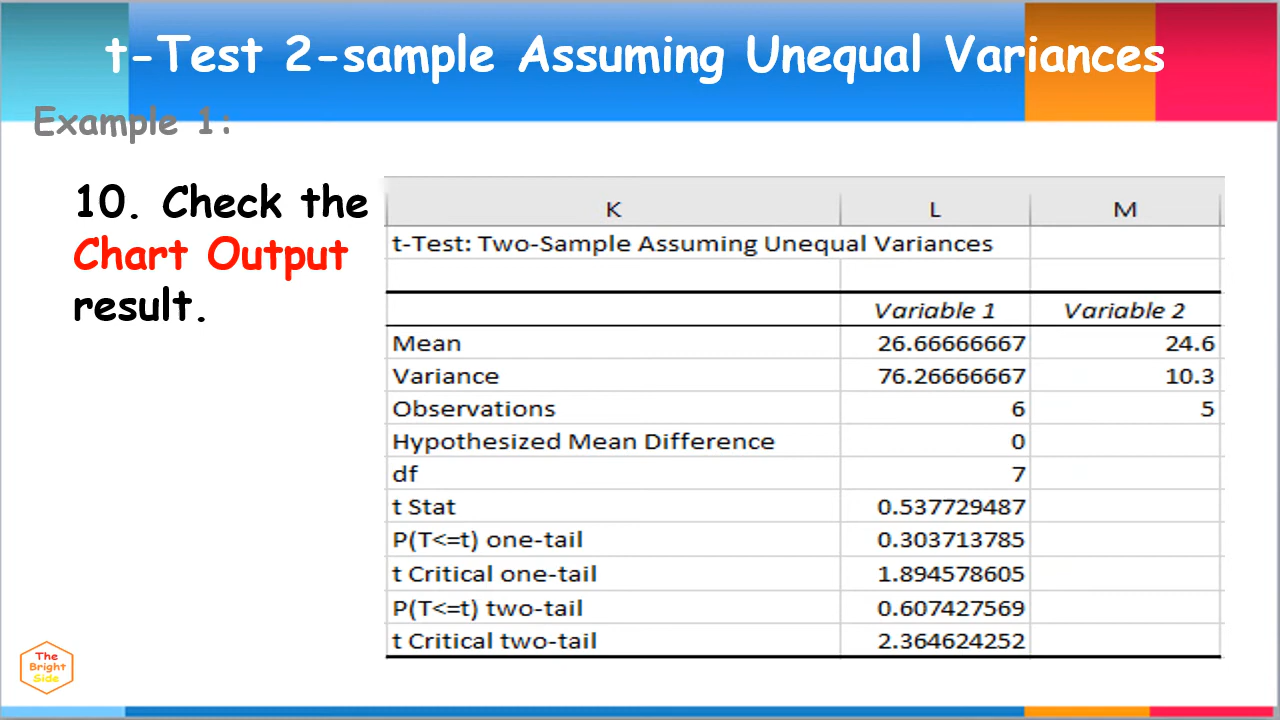 t-Test 2-sample Assuming Unequal Variances
Example 1:
10. Check the
Chart Output
result.
K L M
t-Test: Two-Sample Assuming Unequal Variances
Variable 1 Variable 2
Mean 26.66666667 24.6
Variance 76.26666667 10.3
Observations 6 5
Hypothesized Mean Difference 0
df 7
t Stat 0.537729487
P(T<=t) one-tail 0.303713785
t Critical one-tail 1.894578605
P(T<=t) two-tail 0.607427569
t Critical two-tail 2.364624252
The
Bright
Side